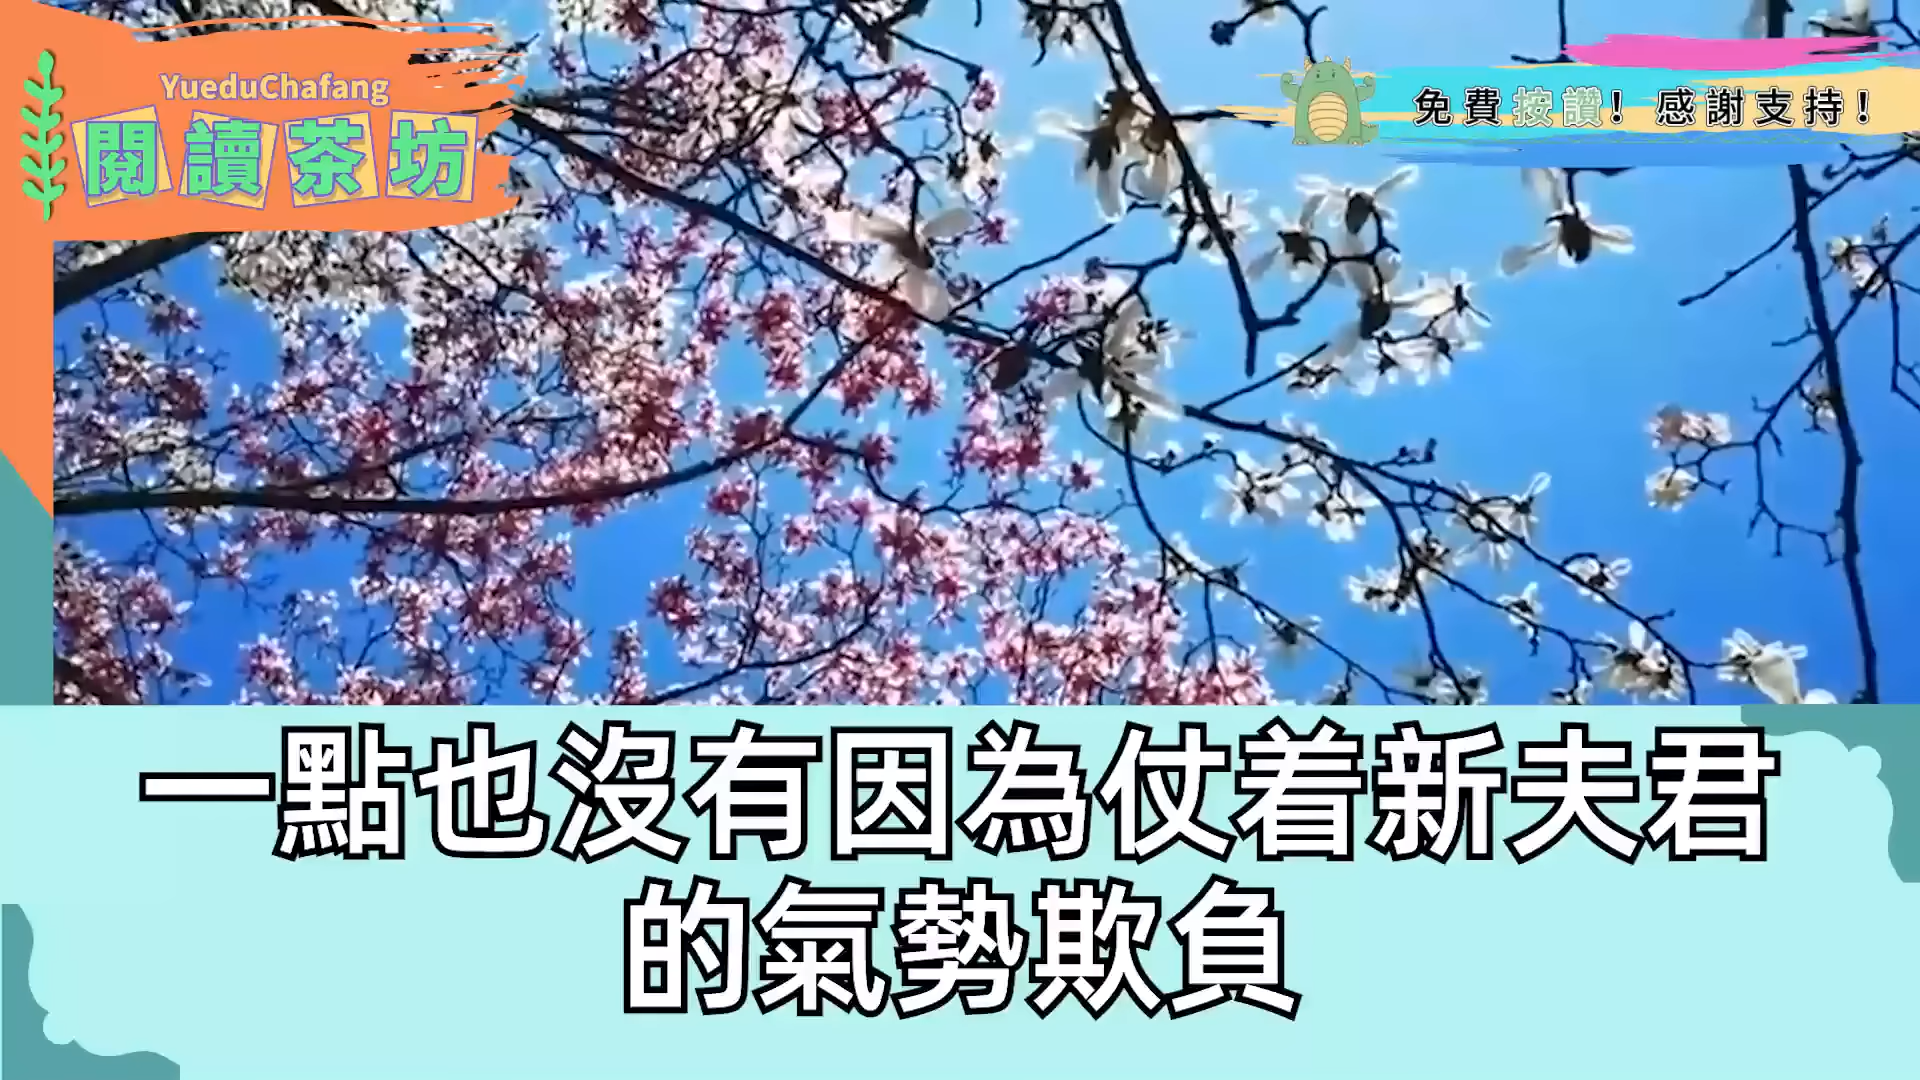 YueduChafang
閱讀茶坊
免費按讚！感謝支持！
一點也沒有因為仗着新夫君
的氣勢欺負